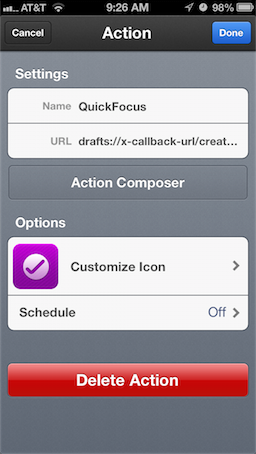 ....AT&T 9:26 AM 98%
Cancel Action Done
Settings
Name QuickFocus
URL drafts://x-callback-url/creat...
Action Composer
Options
Customize Icon
Schedule Off
Delete Action